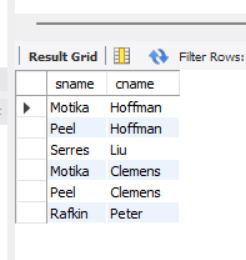 Result Grid Filter Rows:
sname cname
Motika Hoffman
Peel Hoffman
Serres Liu
Motika Clemens
Peel Clemens
Rafkin Peter